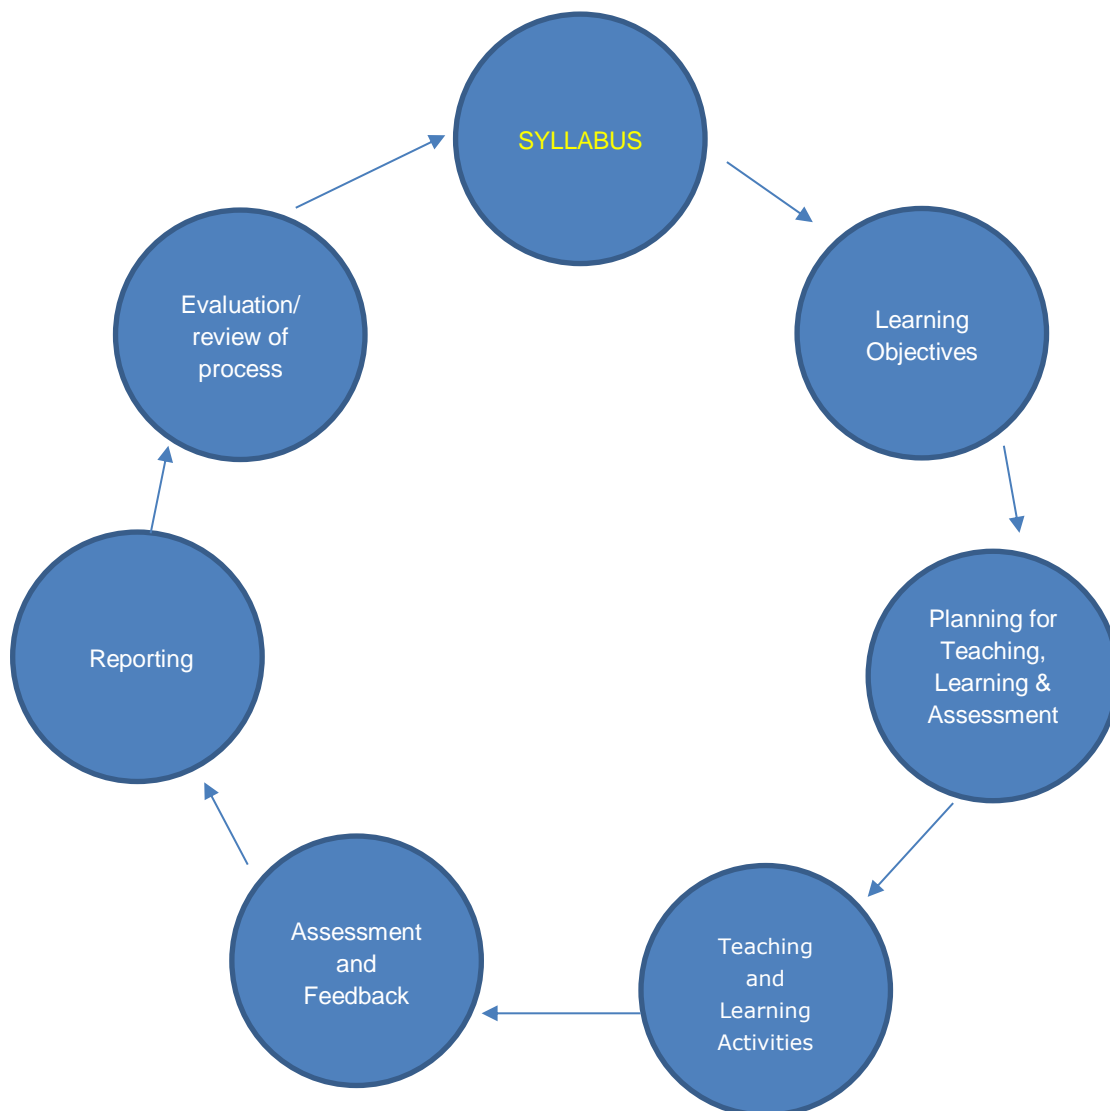 SYLLABUS
Learning
Objectives
Planning for
Teaching,
Learning &
Assessment
Teaching
and
Learning
Activities
Assessment
and
Feedback
Reporting
Evaluation/
review of
process